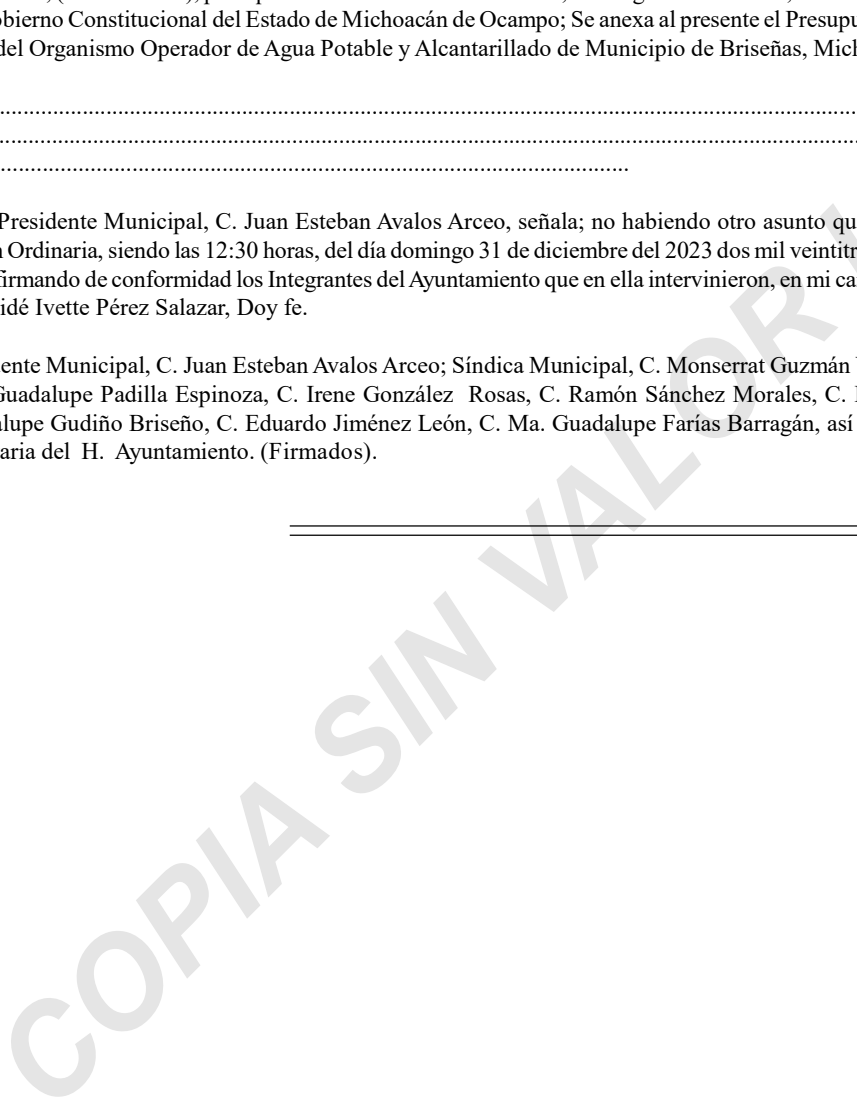 obierno Constitucional del Estado de Michoacán de Ocampo; Se anexa al presente el Presupu
del Organismo Operador de Agua Potable y Alcantarillado de Municipio de Briseñas, Mich
Presidente Municipal, C. Juan Esteban Avalos Arceo, señala; no habiendo otro asunto qu
n Ordinaria, siendo las 12:30 horas, del día domingo 31 de diciembre del 2023 dos mil veintitr
firmando de conformidad los Integrantes del Ayuntamiento que en ella intervinieron, en mi ca
idé Ivette Pérez Salazar, Doy fe.
ente Municipal, C. Juan Esteban Avalos Arceo; Síndica Municipal, C. Monserrat Guzmán
Guadalupe Padilla Espinoza, C. Irene González Rosas, C. Ramón Sánchez Morales, C.
alupe Gudiño Briseño, C. Eduardo Jiménez León, C. Ma. Guadalupe Farías Barragán, así
aria del H. Ayuntamiento. (Firmados).
COPIA SIN VALOR